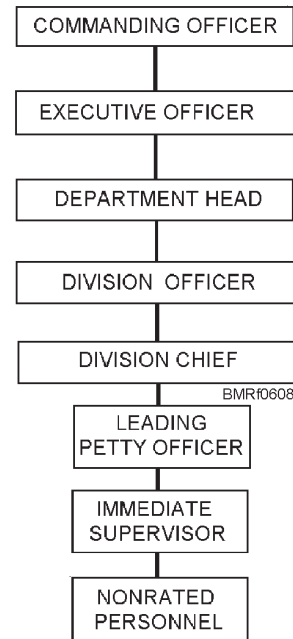 COMMANDING OFFICER
EXECUTIVE OFFICER
DEPARTMENT HEAD
DIVISION OFFICER
DIVISION CHIEF
BMRf0608
LEADING
PETTY OFFICER
IMMEDIATE
SUPERVISOR
NONRATED
PERSONNEL